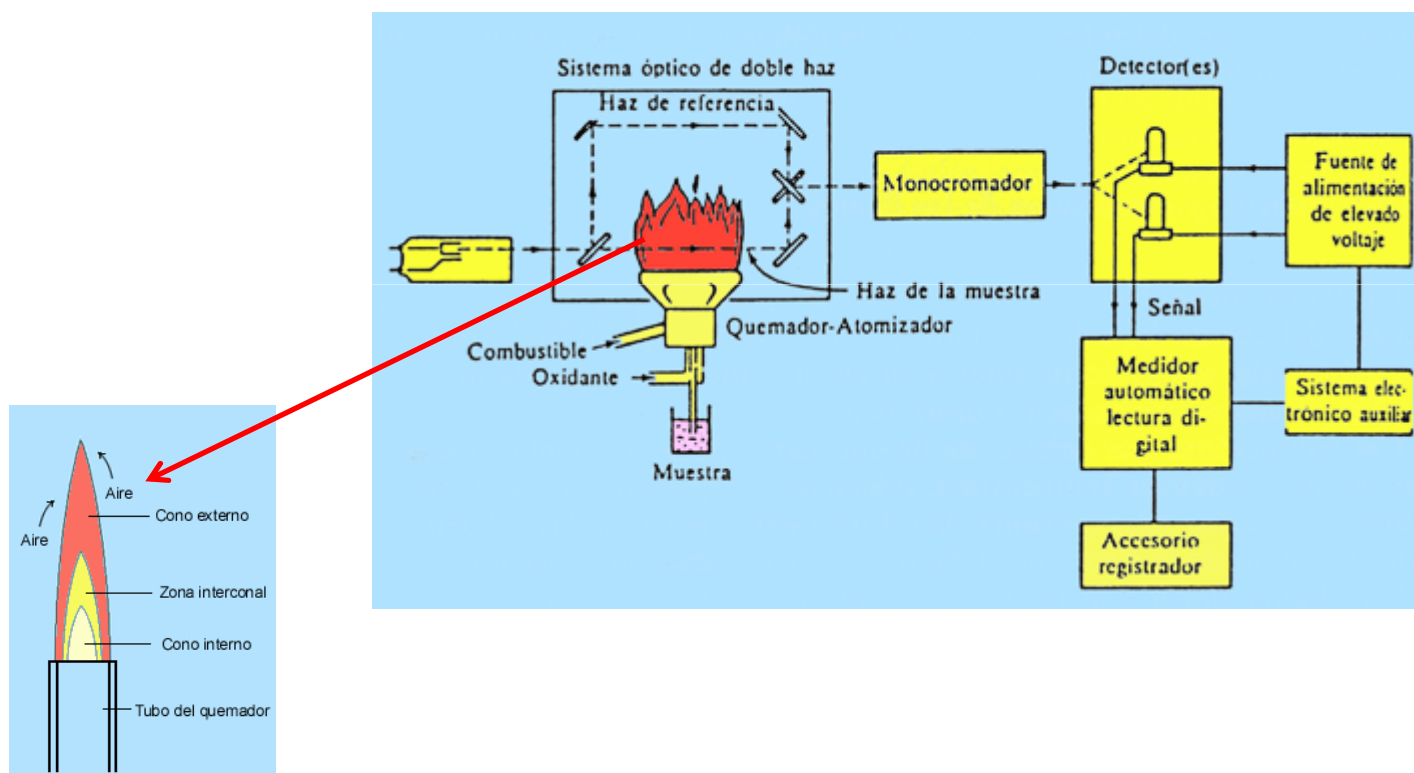 Sistema óptico de doble haz
Haz de referencia
Detector(es)
Monocromador
Fuente de
alimentación
de elevado
voltaje
Haz de la muestra
Quemador-Atomizador
Combustible
Oxidante
Muestra
Señal
Medidor
automático
lectura di-
gital
Sistema elec-
trónico auxiliar
Accesorio
registrador
Aire
Aire
Cono externo
Zona interconal
Cono interno
Tubo del quemador